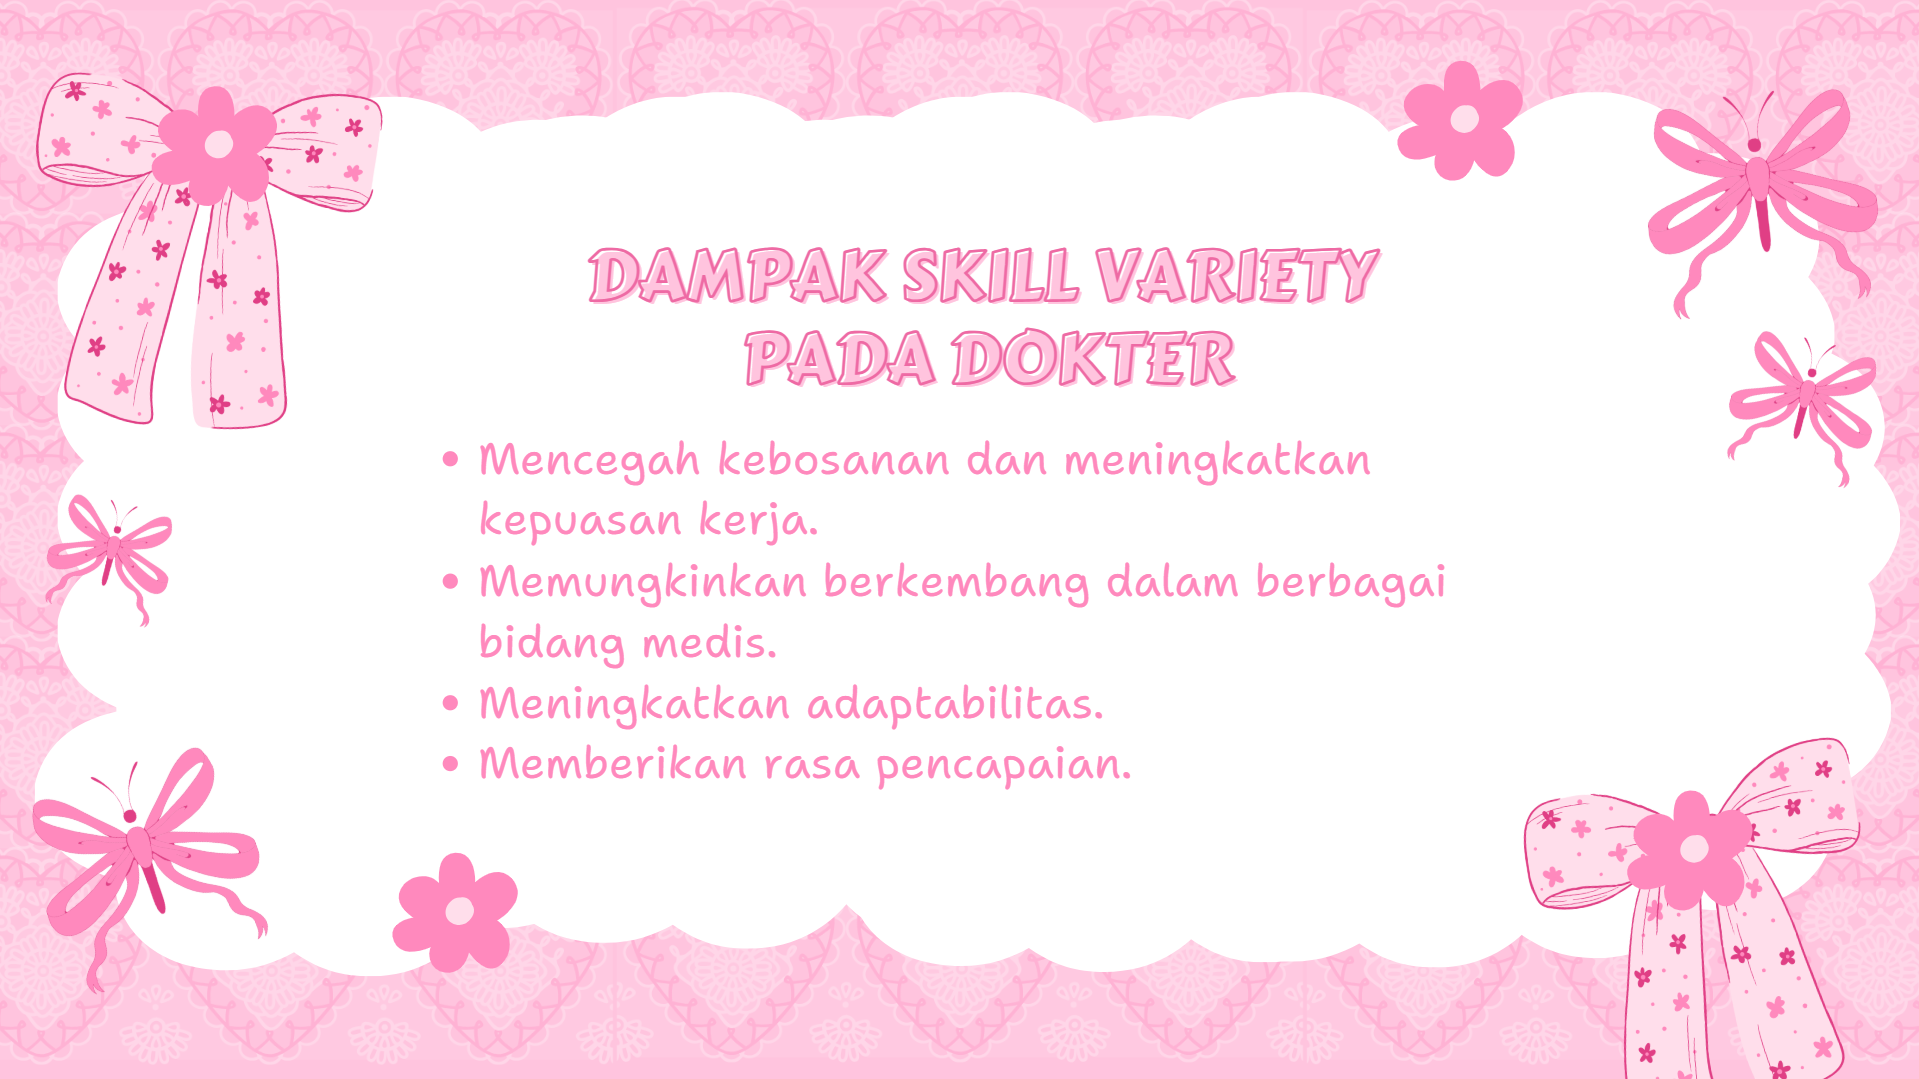 DAMPAK SKILL VARIETY
PADA DOKTER
• Mencegah kebosanan dan meningkatkan
kepuasan kerja.
• Memungkinkan berkembang dalam berbagai
bidang medis.
• Meningkatkan adaptabilitas.
• Memberikan rasa pencapaian.